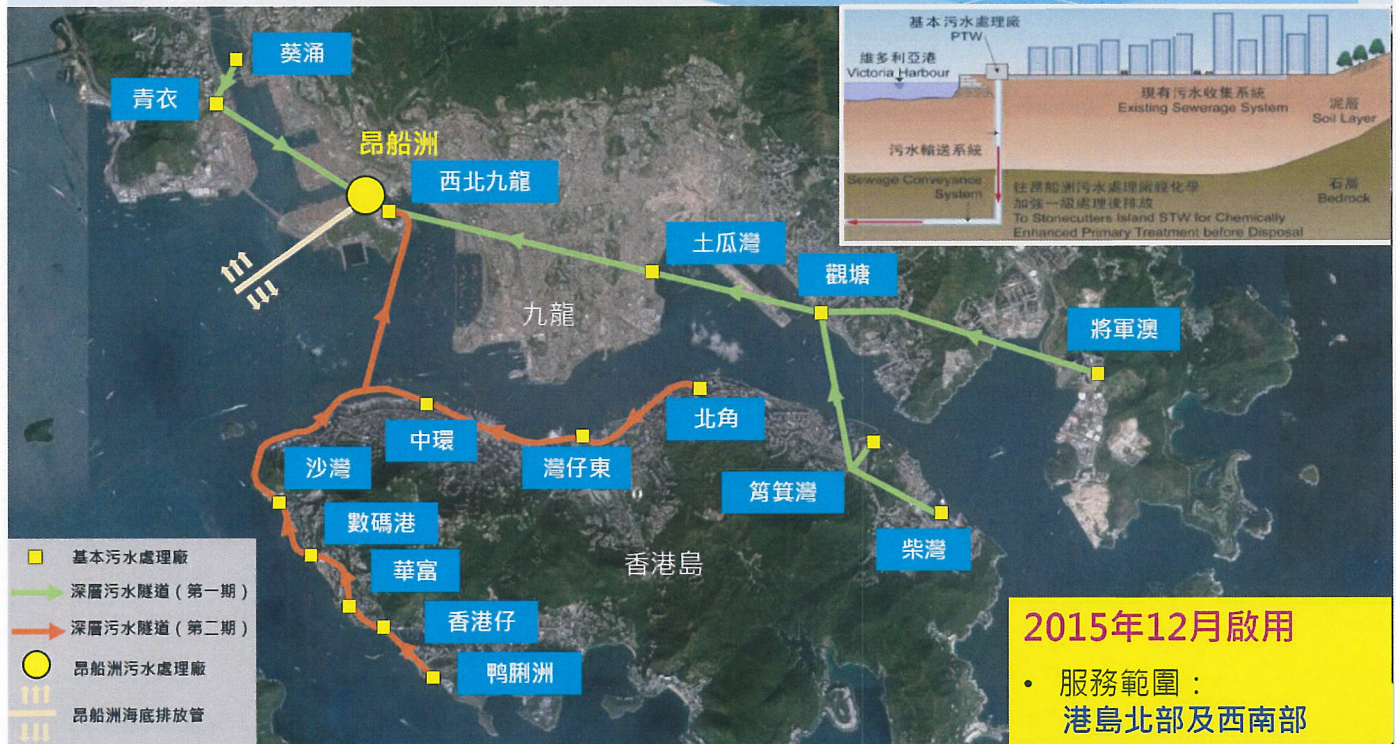 葵涌
青衣
昂船洲
西北九龍
土瓜灣
觀塘
將軍澳
九龍
北角
中環
灣仔東
沙灣
筲箕灣
數碼港
柴灣
華富
香港島
香港仔
鴨脷洲
基本污水處理廠
PTW
維多利亞港
Victoria Harbour
現有污水收集系統
Existing Sewerage System
泥層
Soil Layer
污水輸送系統
Sewage Conveyance
System
往昂船洲污水處理廠經化學
加強一級處理後排放
To Stonecutters Island STW for Chemically
Enhanced Primary Treatment before Disposal
石層
Bedrock
基本污水處理廠
深層污水隧道(第一期)
深層污水隧道(第二期)
昂船洲污水處理廠
昂船洲海底排放管
2015年12月啟用
• 服務範圍:
港島北部及西南部